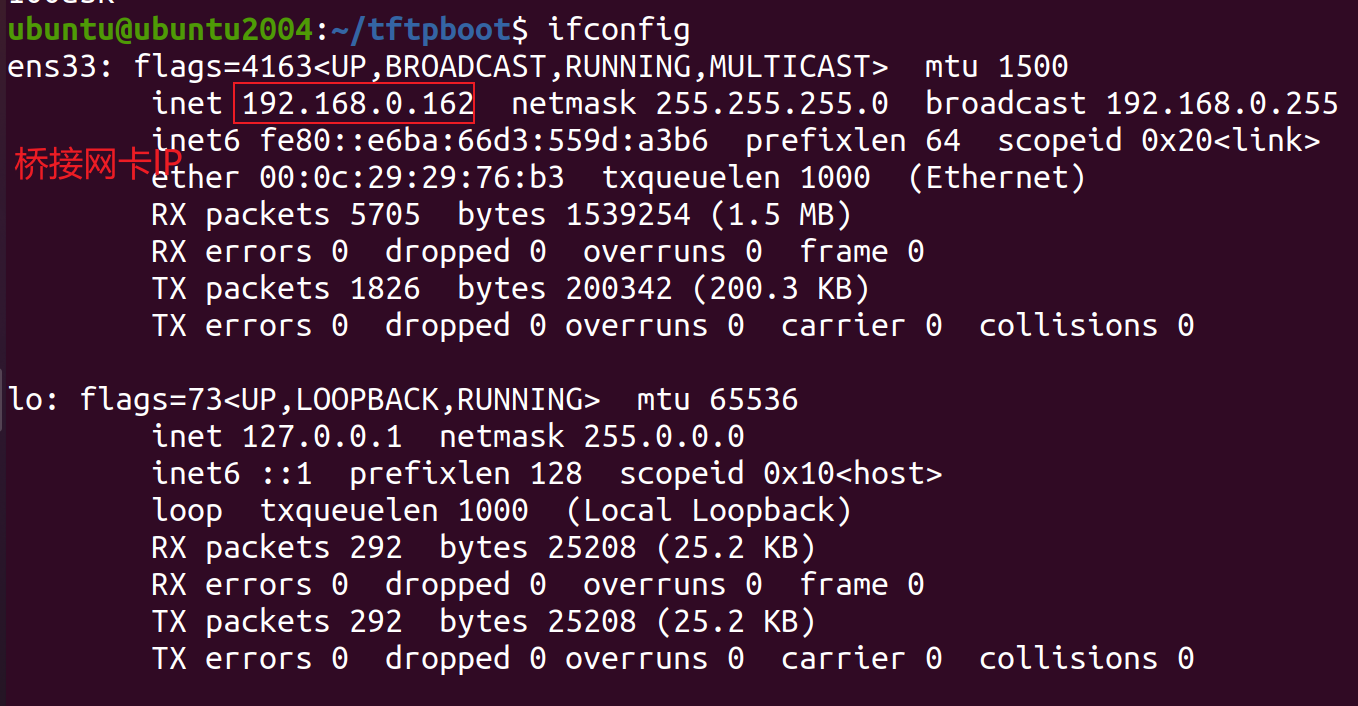 ubuntu@ubuntu2004:~/tftpboot$ ifconfig
ens33: flags=4163<UP,BROADCAST,RUNNING,MULTICAST>  mtu 1500
inet 192.168.0.162  netmask 255.255.255.0  broadcast 192.168.0.255
inet6 fe80::e6ba:66d3:559d:a3b6  prefixlen 64  scopeid 0x20<link>
桥接网卡IP
ether 00:0c:29:29:76:b3  txqueuelen 1000  (Ethernet)
RX packets 5705  bytes 1539254 (1.5 MB)
RX errors 0  dropped 0  overruns 0  frame 0
TX packets 1826  bytes 200342 (200.3 KB)
TX errors 0  dropped 0 overruns 0  carrier 0  collisions 0
lo: flags=73<UP,LOOPBACK,RUNNING>  mtu 65536
inet 127.0.0.1  netmask 255.0.0.0
inet6 ::1  prefixlen 128  scopeid 0x10<host>
loop  txqueuelen 1000  (Local Loopback)
RX packets 292  bytes 25208 (25.2 KB)
RX errors 0  dropped 0  overruns 0  frame 0
TX packets 292  bytes 25208 (25.2 KB)
TX errors 0  dropped 0 overruns 0  carrier 0  collisions 0